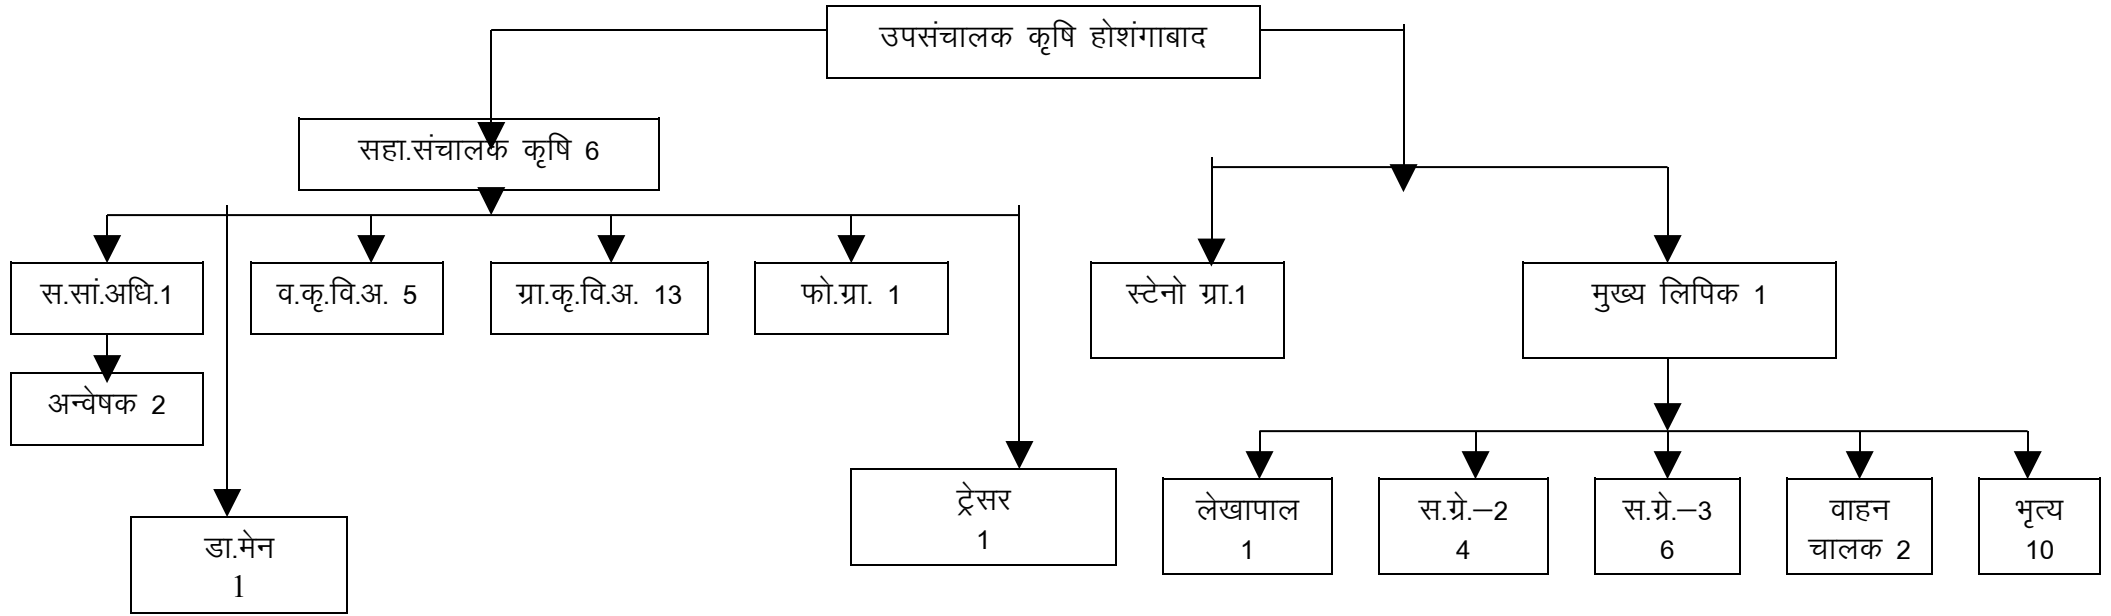 उपसंचालक कृषि होशंगाबाद
सहा.संचालक कृषि 6
स.सां.अधि.1
व.कृ.वि.अ. 5
ग्रा.कृ.वि.अ. 13
फो.ग्रा. 1
स्टेनो ग्रा.1
मुख्य लिपिक 1
अन्वेषक 2
डा.मेन
1
ट्रेसर
1
लेखापाल
1
स.ग्रे.–2
4
स.ग्रे.–3
6
वाहन
चालक 2
भृत्य
10